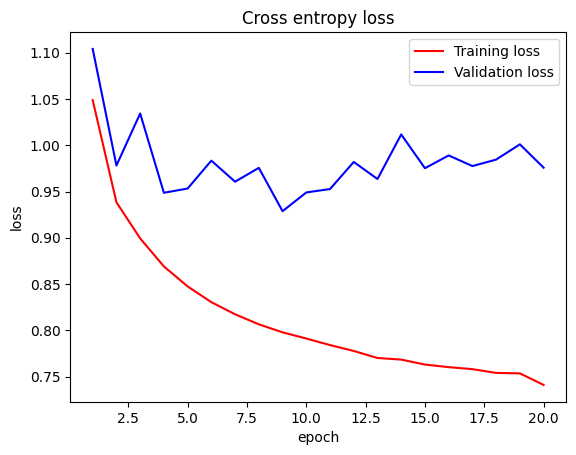 Cross entropy loss
Training loss
Validation loss
1.10
1.05
1.00
0.95
0.90
0.85
0.80
0.75
loss
2.5 5.0 7.5 10.0 12.5 15.0 17.5 20.0
epoch